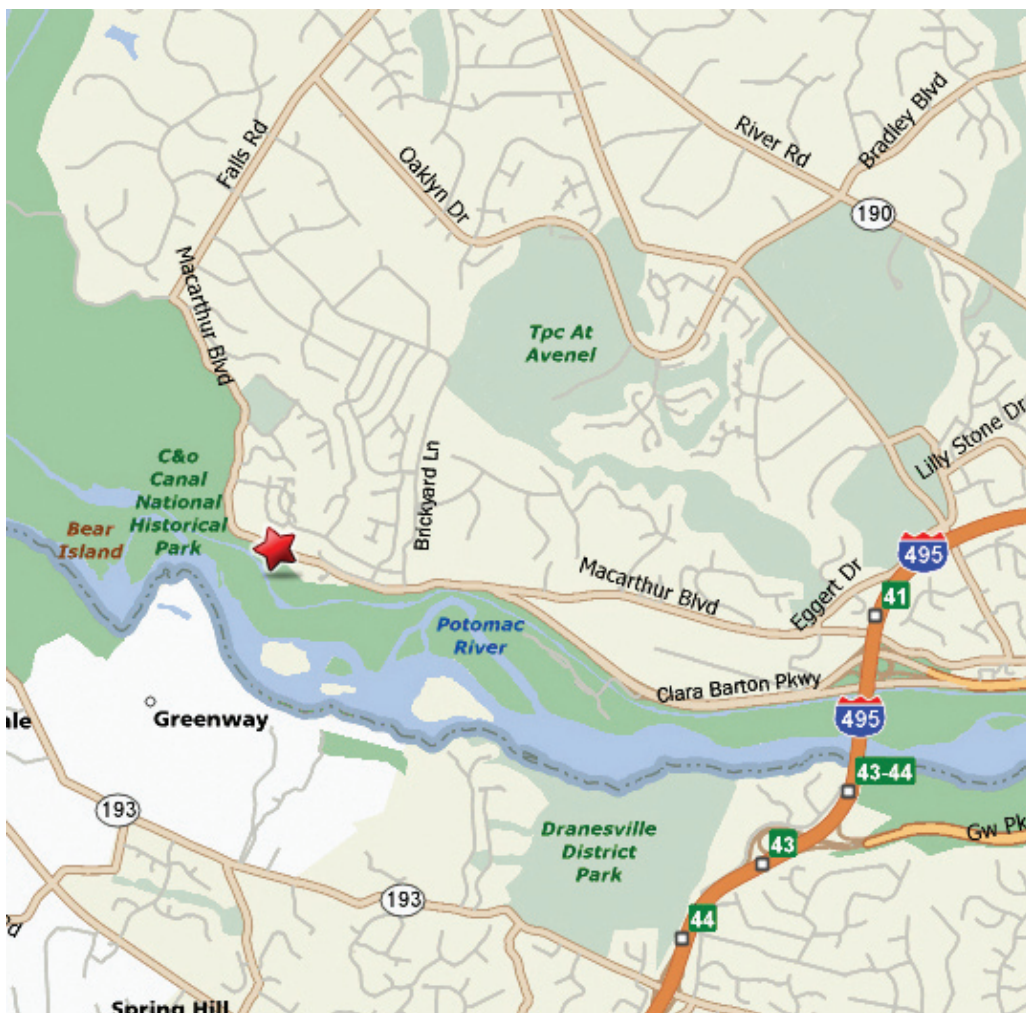 Falls Rd
Oaklyn Dr
River Rd
Bradley Blvd
190
Macarthur Blvd
Tpc At
Avenel
Lilly Stone Dr
Brickyard Ln
C&o
Canal
National
Historical
Park
Bear
Island
495
Macarthur Blvd
Eggert Dr
41
Potomac
River
Clara Barton Pkwy
495
ale
Greenway
43-44
193
Dranesville
District
Park
43
Gw Pk
193
44
Rd
Spring Hill